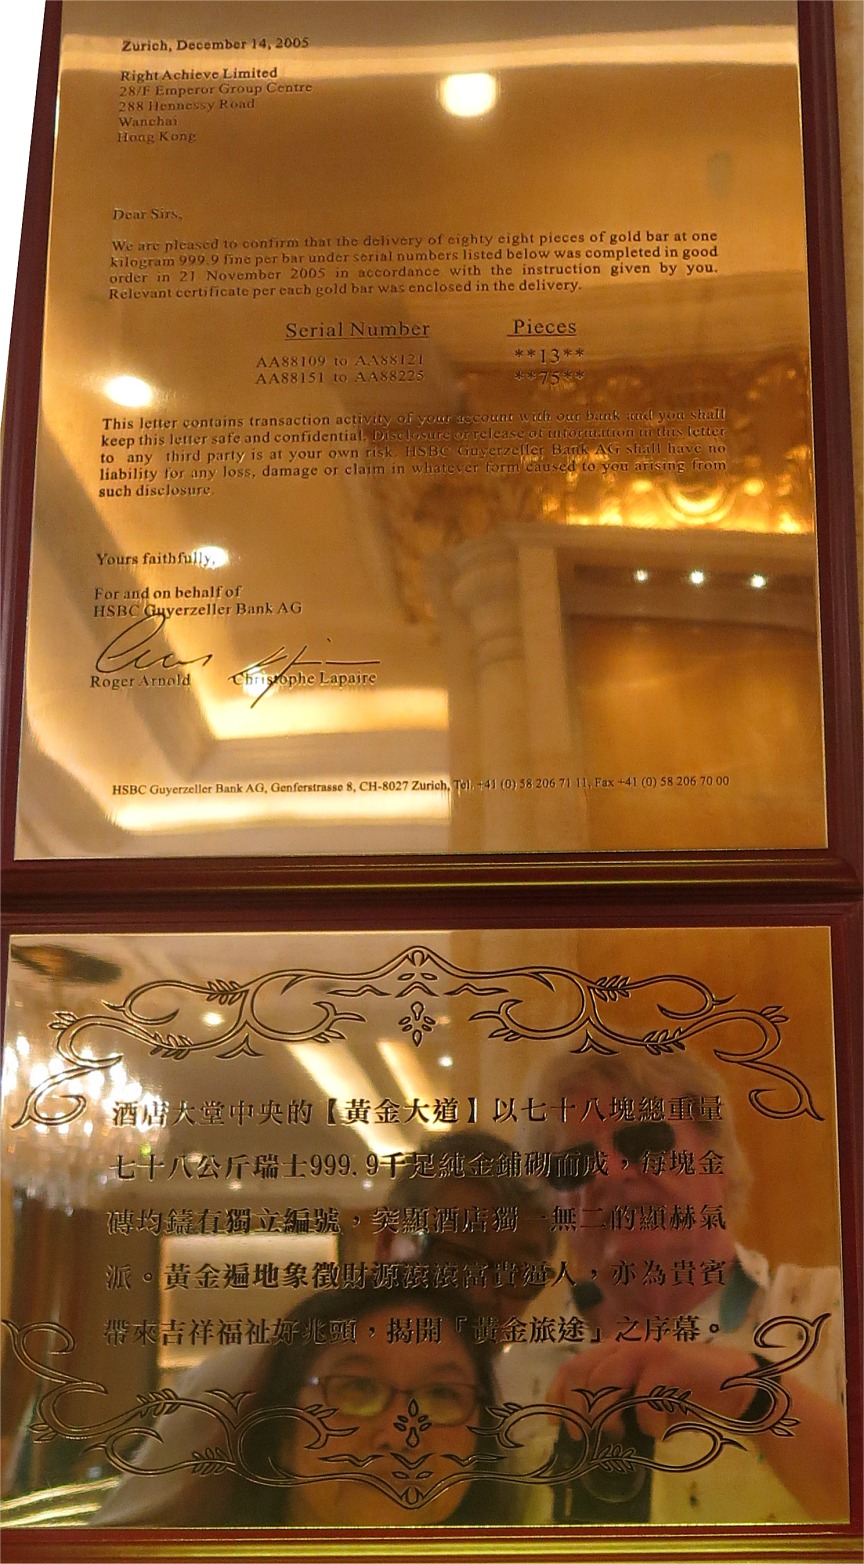 Zurich, December 14, 2005
Right Achieve Limited
28/F Emperor Group Centre
288 Hennessy Road
Wanchai
Hong Kong
Dear Sirs,
We are pleased to confirm that the delivery of eighty eight pieces of gold bar at one
kilogram 999.9 fine per bar under serial numbers listed below was completed in good
order in 21 November 2005 in accordance with the instruction given by you.
Relevant certificate per each gold bar was enclosed in the delivery.
Serial Number Pieces
AA88109 to AA88121 **13**
AA88151 to AA88225 **75**
This letter contains transaction activity of your account with our bank and you shall
keep this letter safe and confidential. Disclosure or release of information in this letter
to any third party is at your own risk. HSBC Guyerzeller Bank AG shall have no
liability for any loss, damage or claim in whatever form caused to you arising from
such disclosure.
Yours faithfully,
For and on behalf of
HSBC Guyerzeller Bank AG
Roger Arnold Christophe Lapaire
HSBC Guyerzeller Bank AG, Genferstrasse 8, CH-8027 Zurich, Tel. +41 (0) 58 206 71 11, Fax +41 (0) 58 206 70 00
酒店大堂中央的【黃金大道】以七十八塊總重量
七十八公斤瑞士999.9千足純金鋪砌而成，每塊金
磚均鑄有獨立編號，突顯酒店獨一無二的顯赫氣
派。黃金遍地象徵財源滾滾富貴逼人，亦為貴賓
帶來吉祥福祉好兆頭，揭開「黃金旅途」之序幕。